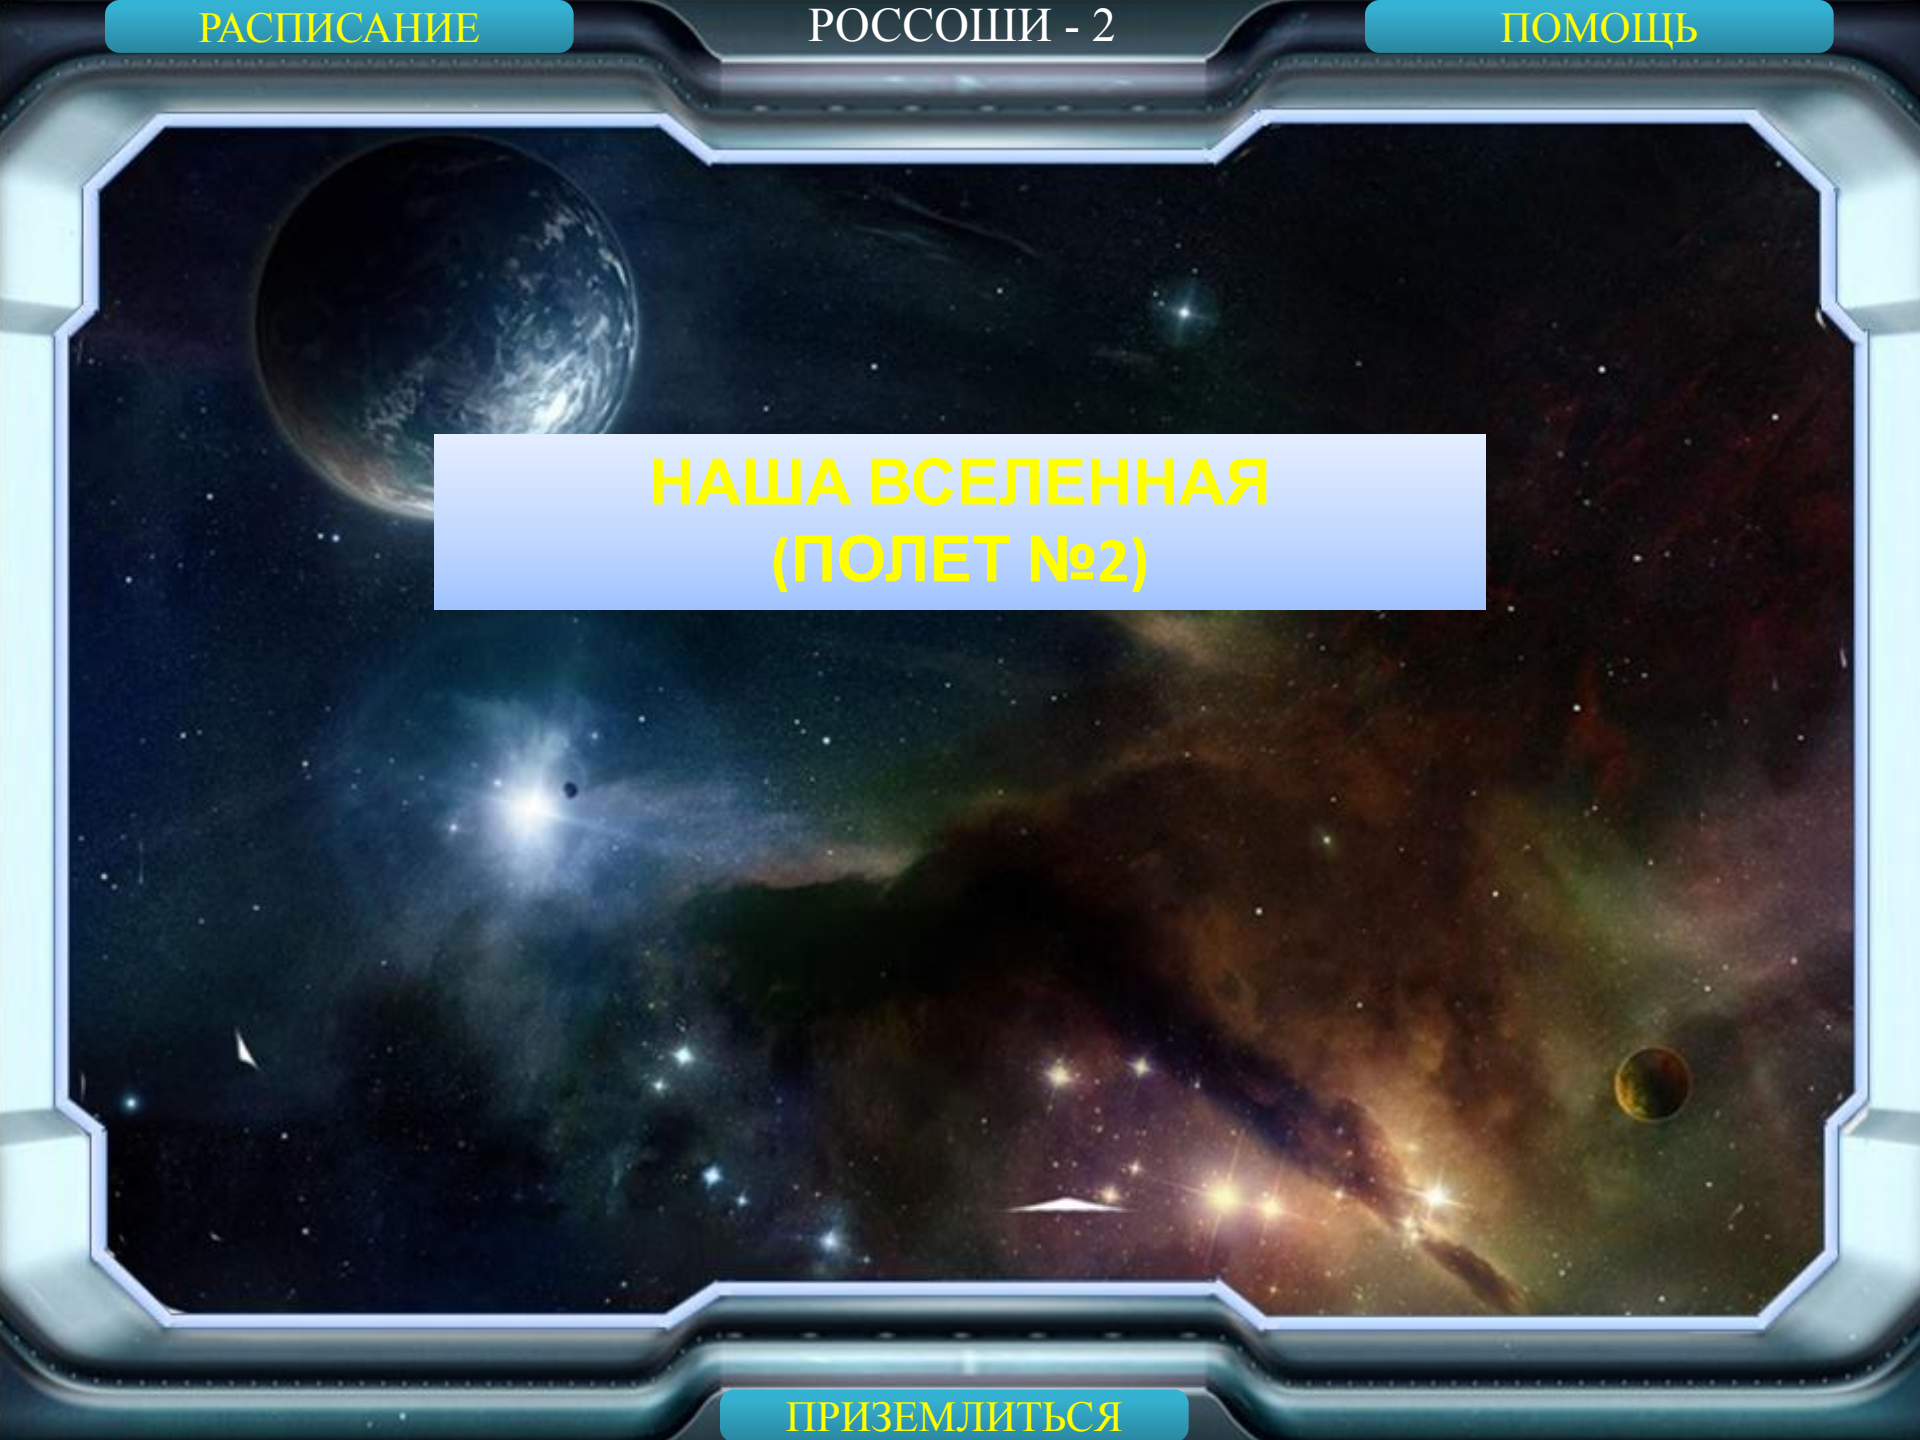 РАСПИСАНИЕ
РОССОШИ - 2
ПОМОЩЬ
НАША ВСЕЛЕННАЯ
(ПОЛЕТ №2)
ПРИЗЕМЛИТЬСЯ